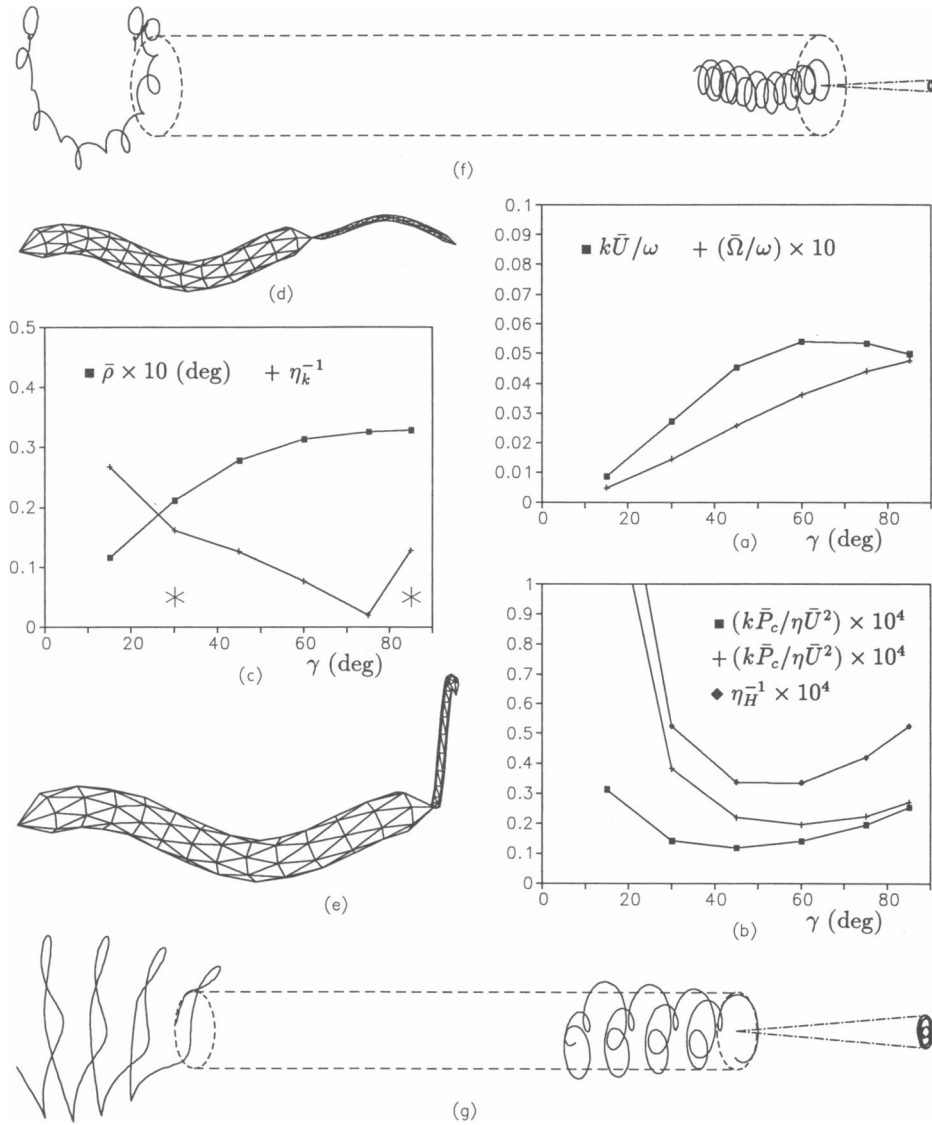 (f)
(d)
0.1
0.09
0.08
0.07
0.06
0.05
0.04
0.03
0.02
0.01
0
■ kŪ/ω + (Ω̄/ω) × 10
0 20 40 60 80
(a) γ (deg)
0.5
0.4
0.3
0.2
0.1
0
■ ρ̄ × 10 (deg) + η_k^{-1}
0 20 40 60 80
(c) γ (deg)
1
0.9
0.8
0.7
0.6
0.5
0.4
0.3
0.2
0.1
0
■ (kP̄_c/ηŪ²) × 10⁴
+ (kP̄_c/ηŪ²) × 10⁴
◆ η_H^{-1} × 10⁴
20 40 60 80
(b) γ (deg)
(e)
(g)